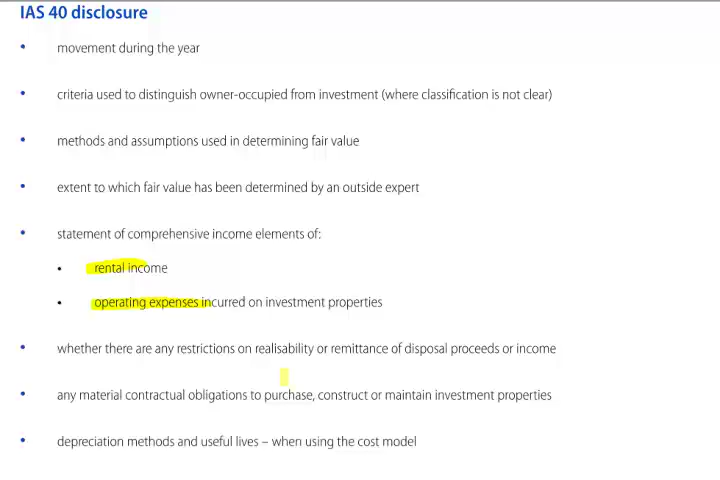 IAS 40 disclosure
• movement during the year
• criteria used to distinguish owner-occupied from investment (where classification is not clear)
• methods and assumptions used in determining fair value
• extent to which fair value has been determined by an outside expert
• statement of comprehensive income elements of:
• rental income
• operating expenses incurred on investment properties
• whether there are any restrictions on realisability or remittance of disposal proceeds or income
• any material contractual obligations to purchase, construct or maintain investment properties
• depreciation methods and useful lives – when using the cost model